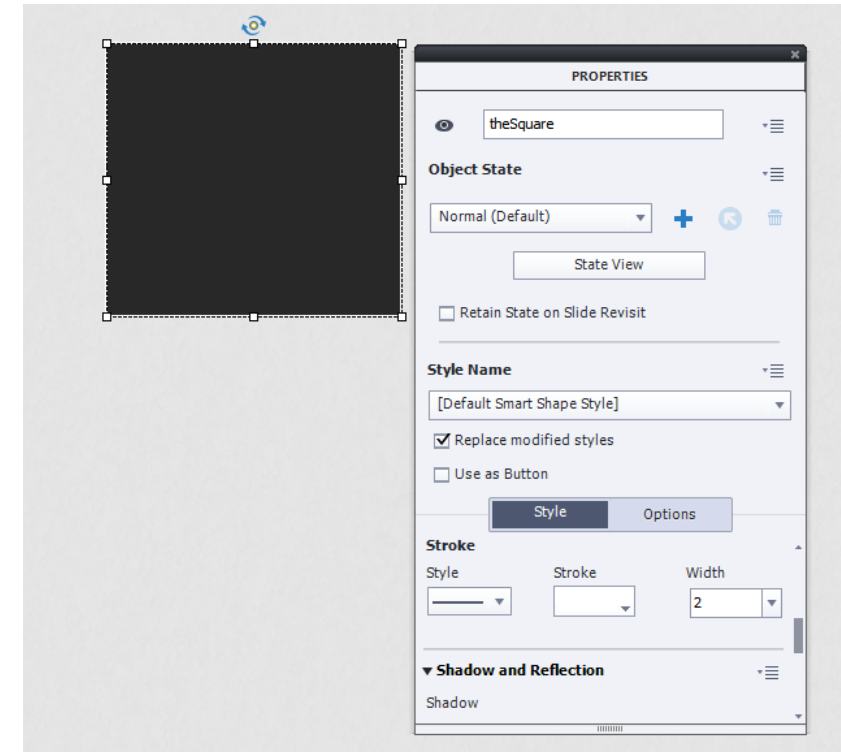 PROPERTIES
theSquare
Object State
Normal (Default)
State View
Retain State on Slide Revisit
Style Name
[Default Smart Shape Style]
Replace modified styles
Use as Button
Style Options
Stroke
Style Stroke Width
2
Shadow and Reflection
Shadow